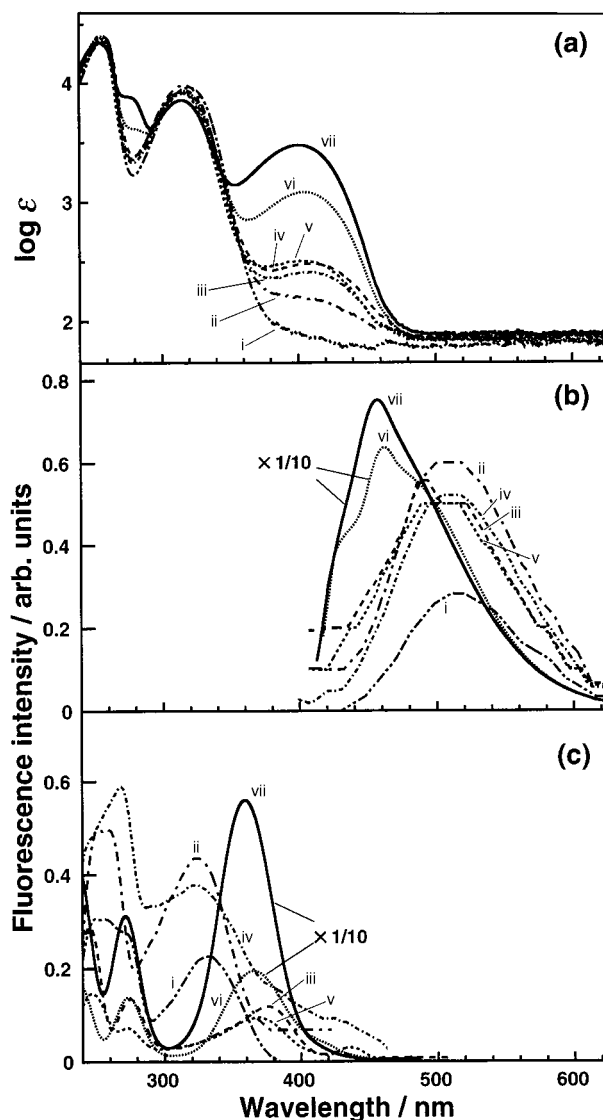 (a)
4
vii
3
vi
v
iv
iii
ii
i
2
log ε
0.8
(b)
vii
vi
× 1/10
0.6
ii
iv
iii
v
0.4
i
0.2
0
Fluorescence intensity / arb. units
(c)
0.6
vii
ii
0.4
× 1/10
iv
i
vi
iii
v
0.2
0
300
400
500
600
Wavelength / nm